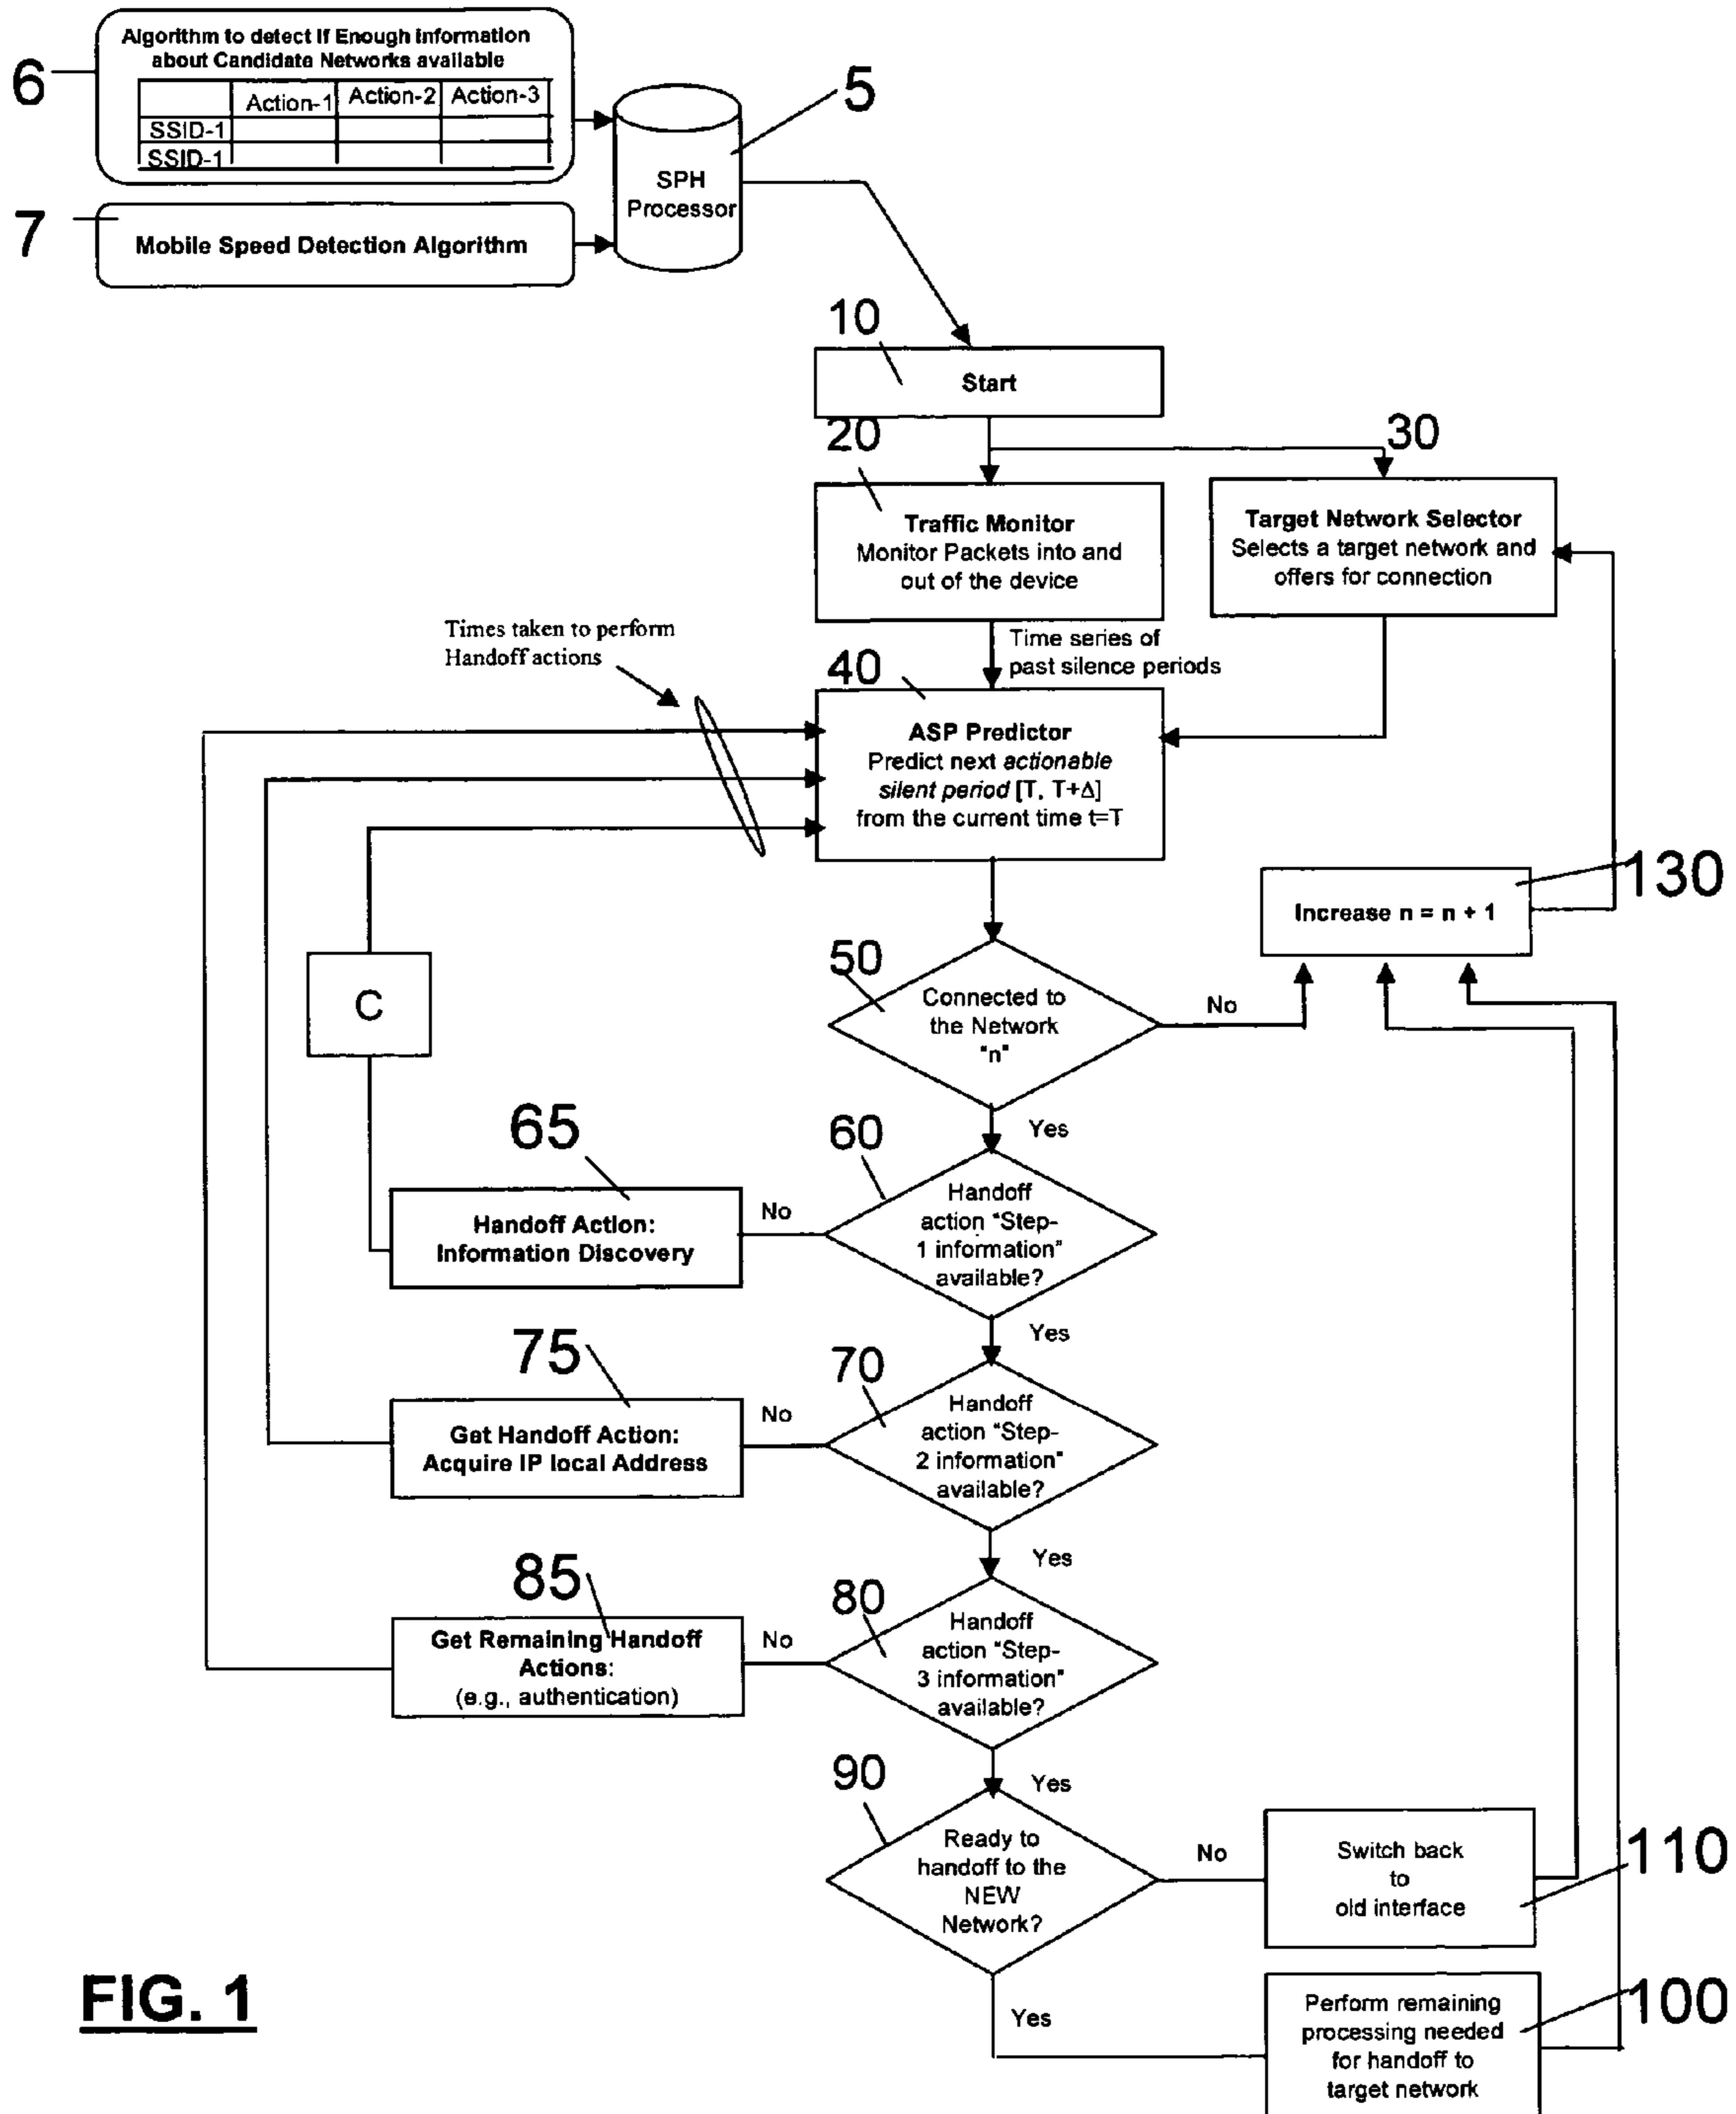 Algorithm to detect If Enough Information
about Candidate Networks available
6
Action-1 Action-2 Action-3
SSID-1
SSID-1
5
SPH
Processor
7
Mobile Speed Detection Algorithm
10
Start
20
30
Traffic Monitor
Monitor Packets into and
out of the device
Target Network Selector
Selects a target network and
offers for connection
Times taken to perform
Handoff actions
Time series of
past silence periods
40
ASP Predictor
Predict next actionable
silent period [T, T+Δ]
from the current time t=T
130
Increase n = n + 1
50
Connected to
the Network
"n"
No
C
Yes
65
60
Handoff Action:
Information Discovery
No
Handoff
action "Step-
1 information"
available?
Yes
75
70
Get Handoff Action:
Acquire IP local Address
No
Handoff
action "Step-
2 information"
available?
Yes
85
80
Get Remaining Handoff
Actions:
(e.g., authentication)
No
Handoff
action "Step-
3 information"
available?
Yes
90
Ready to
handoff to the
NEW
Network?
No
Switch back
to
old interface
110
Yes
Perform remaining
processing needed
for handoff to
target network
100
FIG. 1